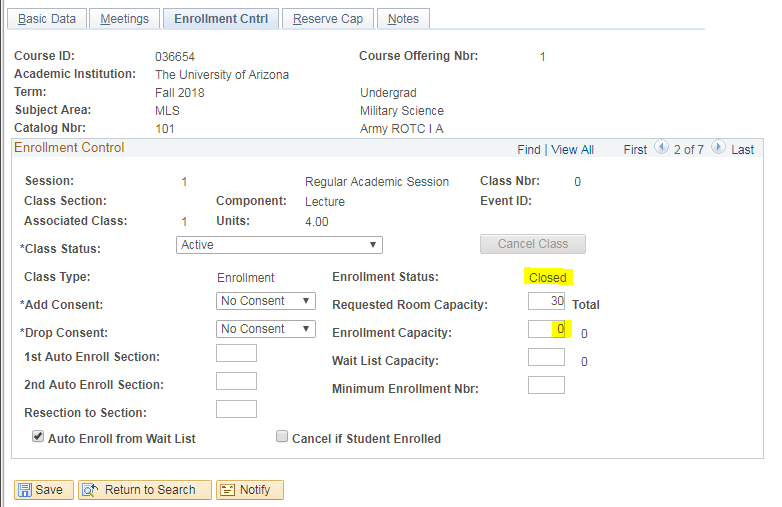 Basic Data Meetings Enrollment Cntrl Reserve Cap Notes
Course ID: 036654 Course Offering Nbr: 1
Academic Institution: The University of Arizona
Term: Fall 2018 Undergrad
Subject Area: MLS Military Science
Catalog Nbr: 101 Army ROTC I A
Enrollment Control Find | View All First 2 of 7 Last
Session: 1 Regular Academic Session Class Nbr: 0
Class Section: Component: Lecture Event ID:
Associated Class: 1 Units: 4.00
*Class Status: Active Cancel Class
Class Type: Enrollment Enrollment Status: Closed
*Add Consent: No Consent Requested Room Capacity: 30 Total
*Drop Consent: No Consent Enrollment Capacity: 0 0
1st Auto Enroll Section: Wait List Capacity: 0
2nd Auto Enroll Section: Minimum Enrollment Nbr:
Resection to Section:
Auto Enroll from Wait List Cancel if Student Enrolled
Save Return to Search Notify